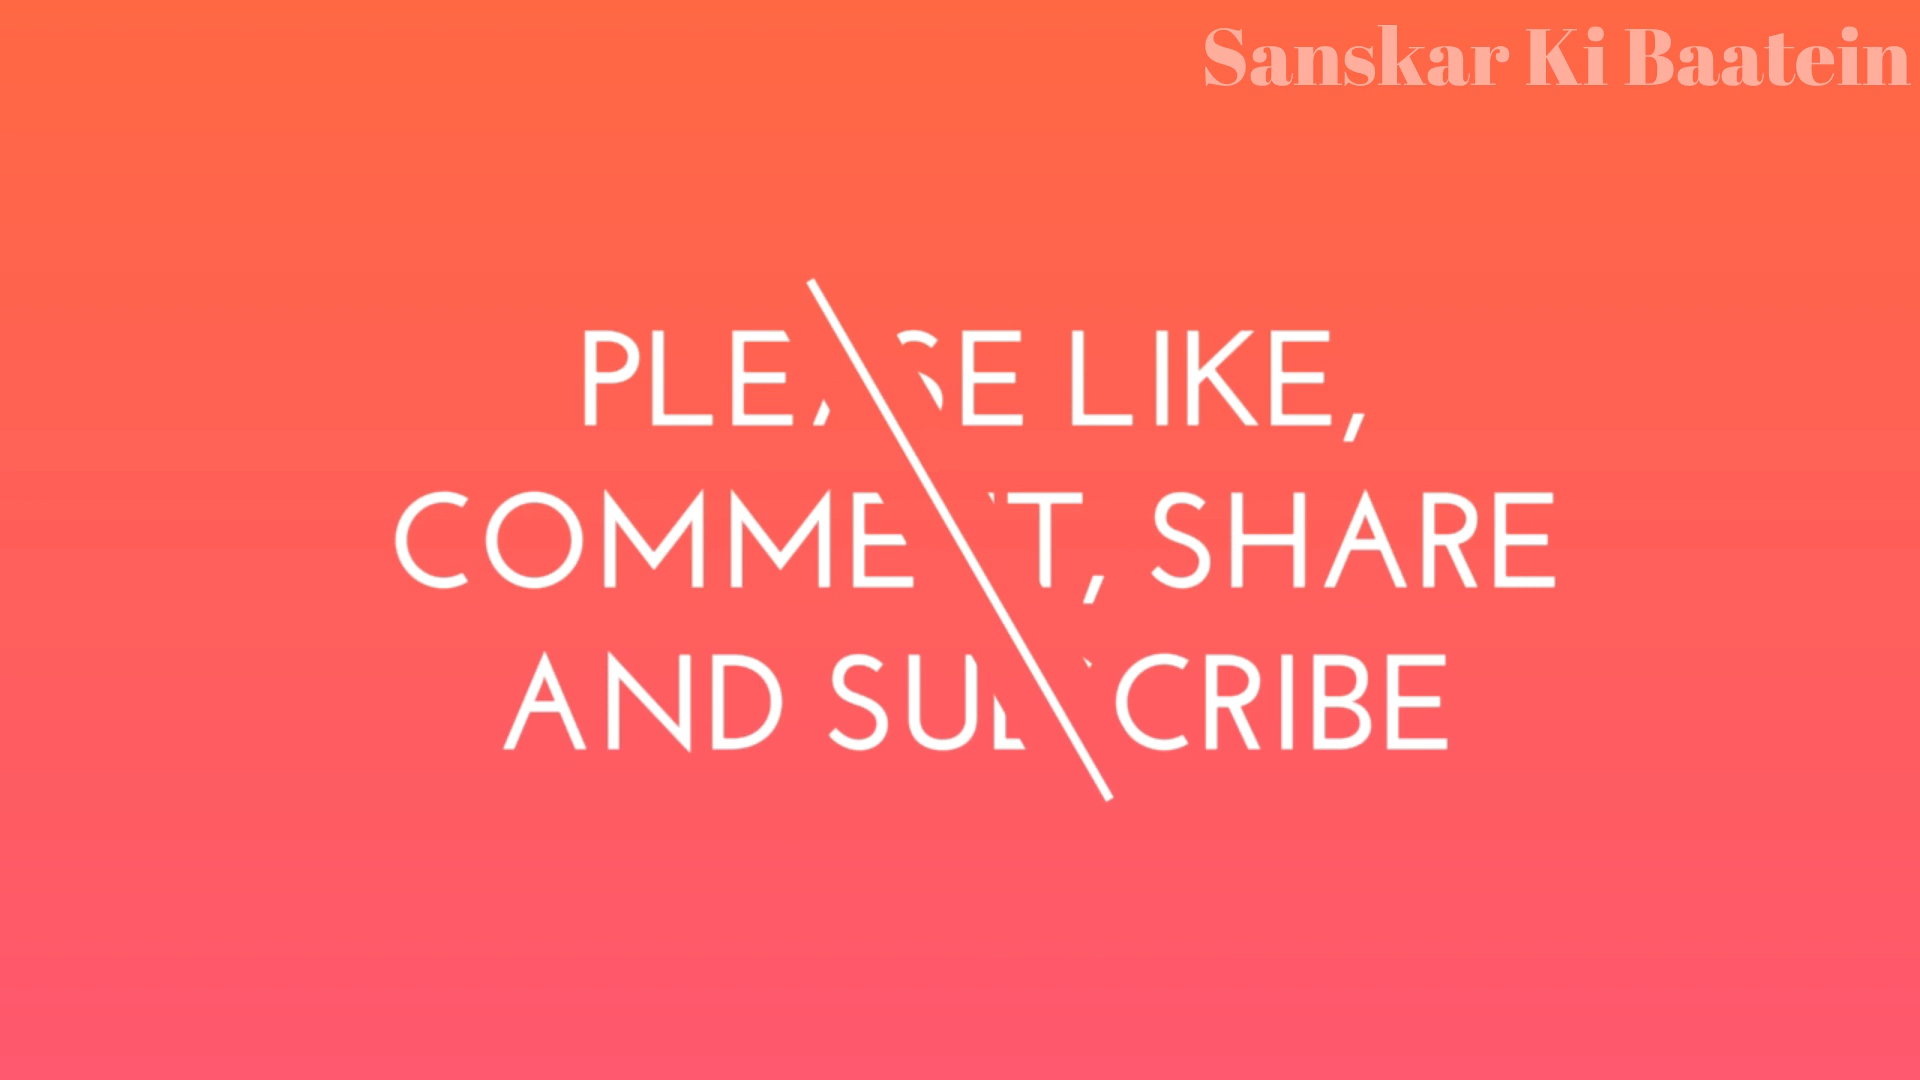 Sanskar Ki Baatein
PLEASE LIKE,
COMMENT, SHARE
AND SUBSCRIBE